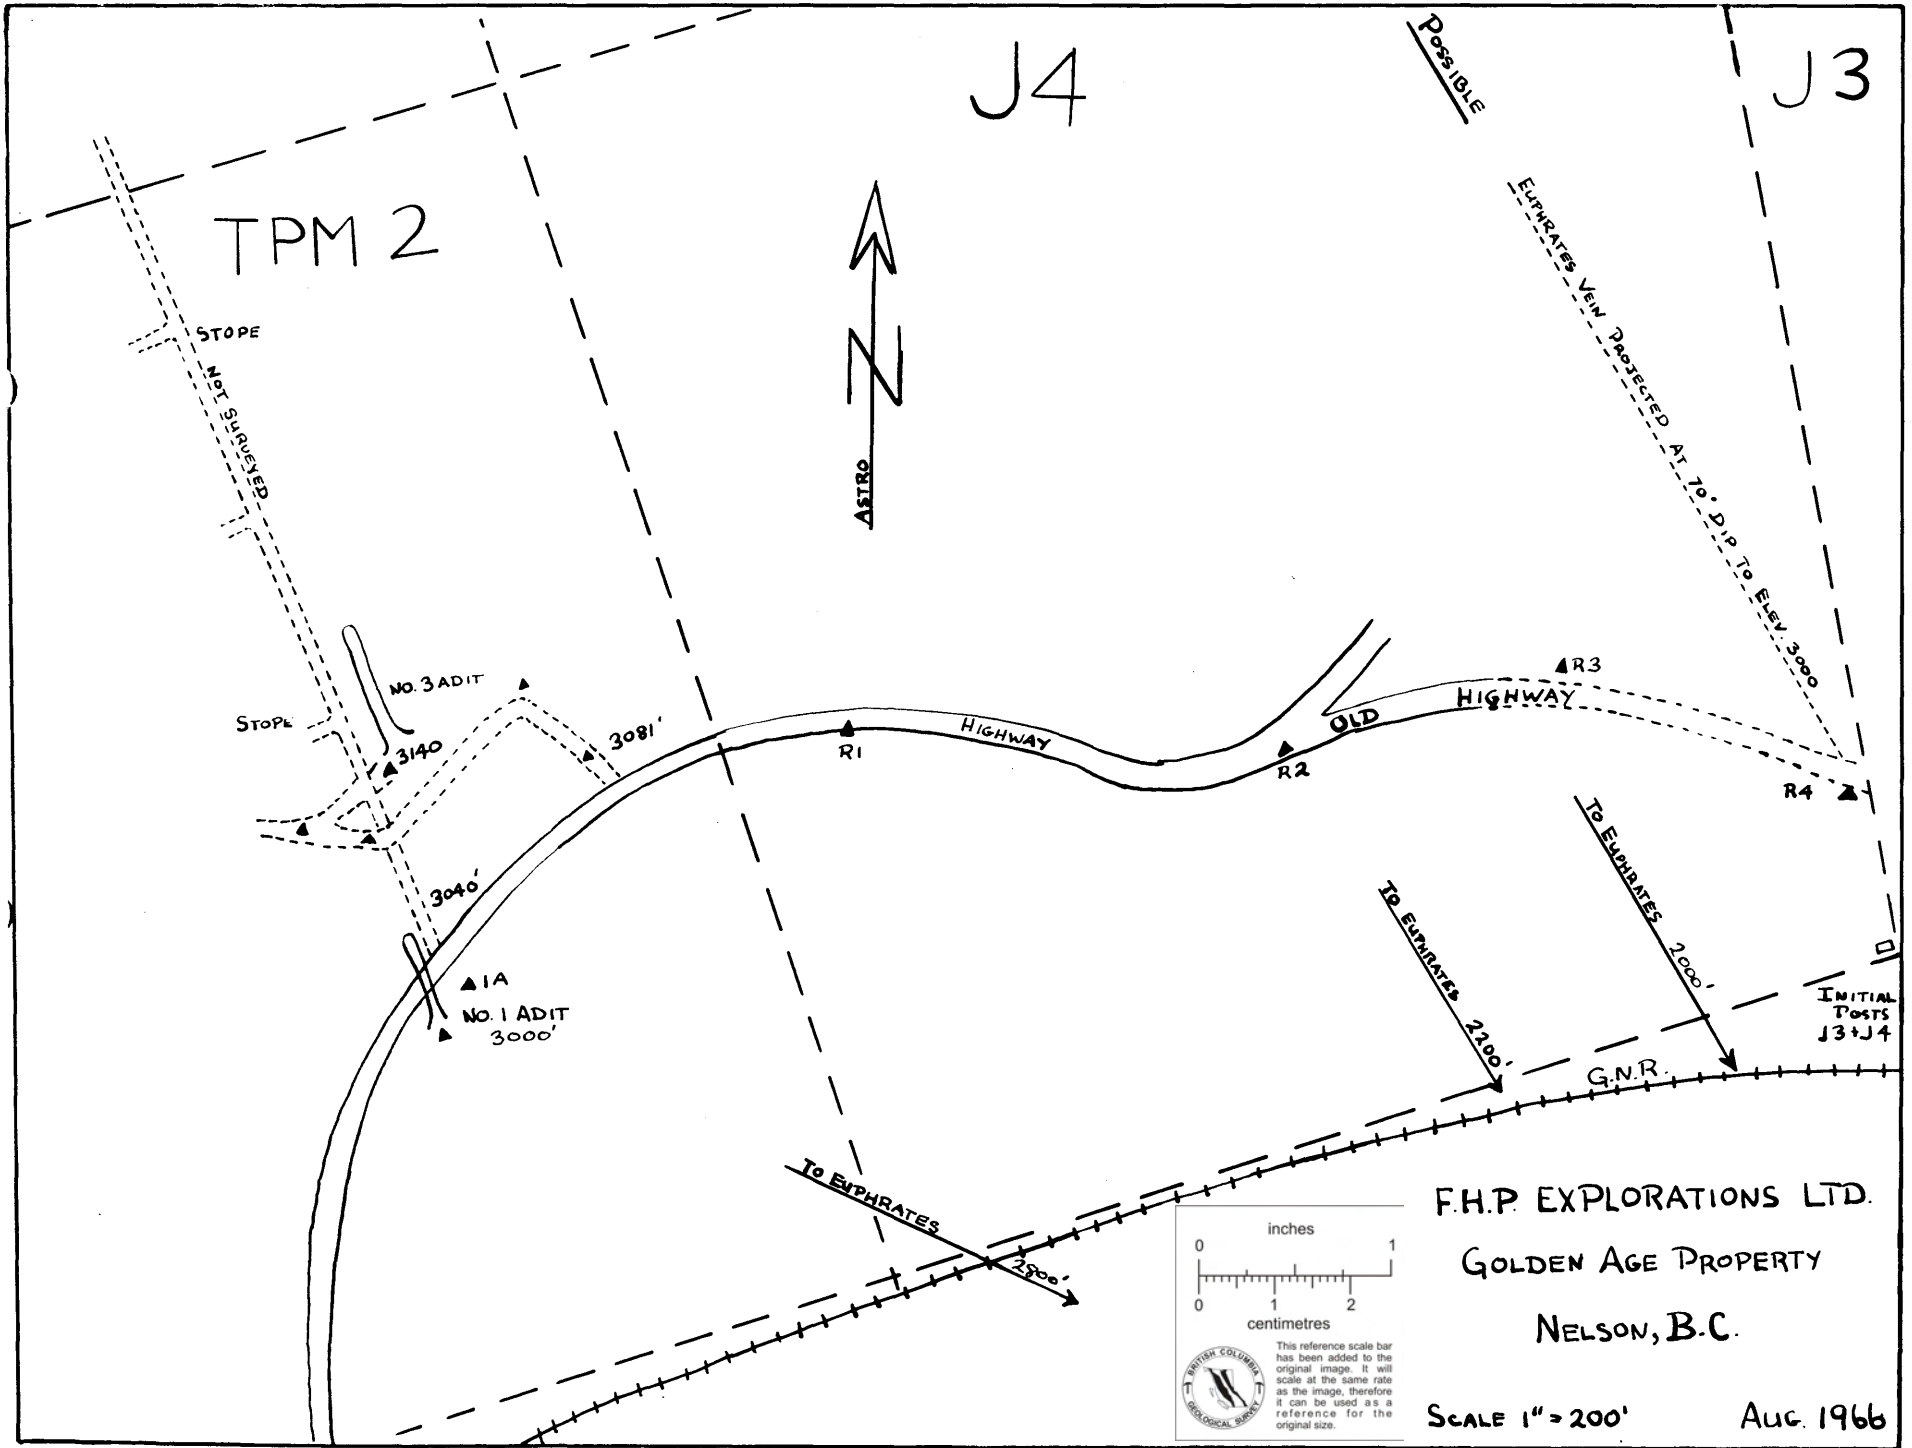 J4
J3
POSSIBLE
TPM 2
EUPHRATES VEIN PROJECTED AT 70° DIP TO ELEV. 3000
STOPE
NOT SURVEYED
N
ASTRO
NO. 3 ADIT
STOPE
3140
3081'
R1
HIGHWAY
R2
OLD HIGHWAY
R3
R4
3040'
1A
NO. 1 ADIT
3000'
TO EUPHRATES 2200'
TO EUPHRATES 2000'
TO EUPHRATES 2800'
INITIAL
POSTS
J3+J4
G.N.R.
F.H.P. EXPLORATIONS LTD.
GOLDEN AGE PROPERTY
NELSON, B.C.
SCALE 1" = 200'
AUG. 1966
inches
0 1
0 1 2
centimetres
This reference scale bar
has been added to the
original image. It will
scale at the same rate
as the image, therefore
it can be used as a
reference for the
original size.
BRITISH COLUMBIA
GEOLOGICAL SURVEY